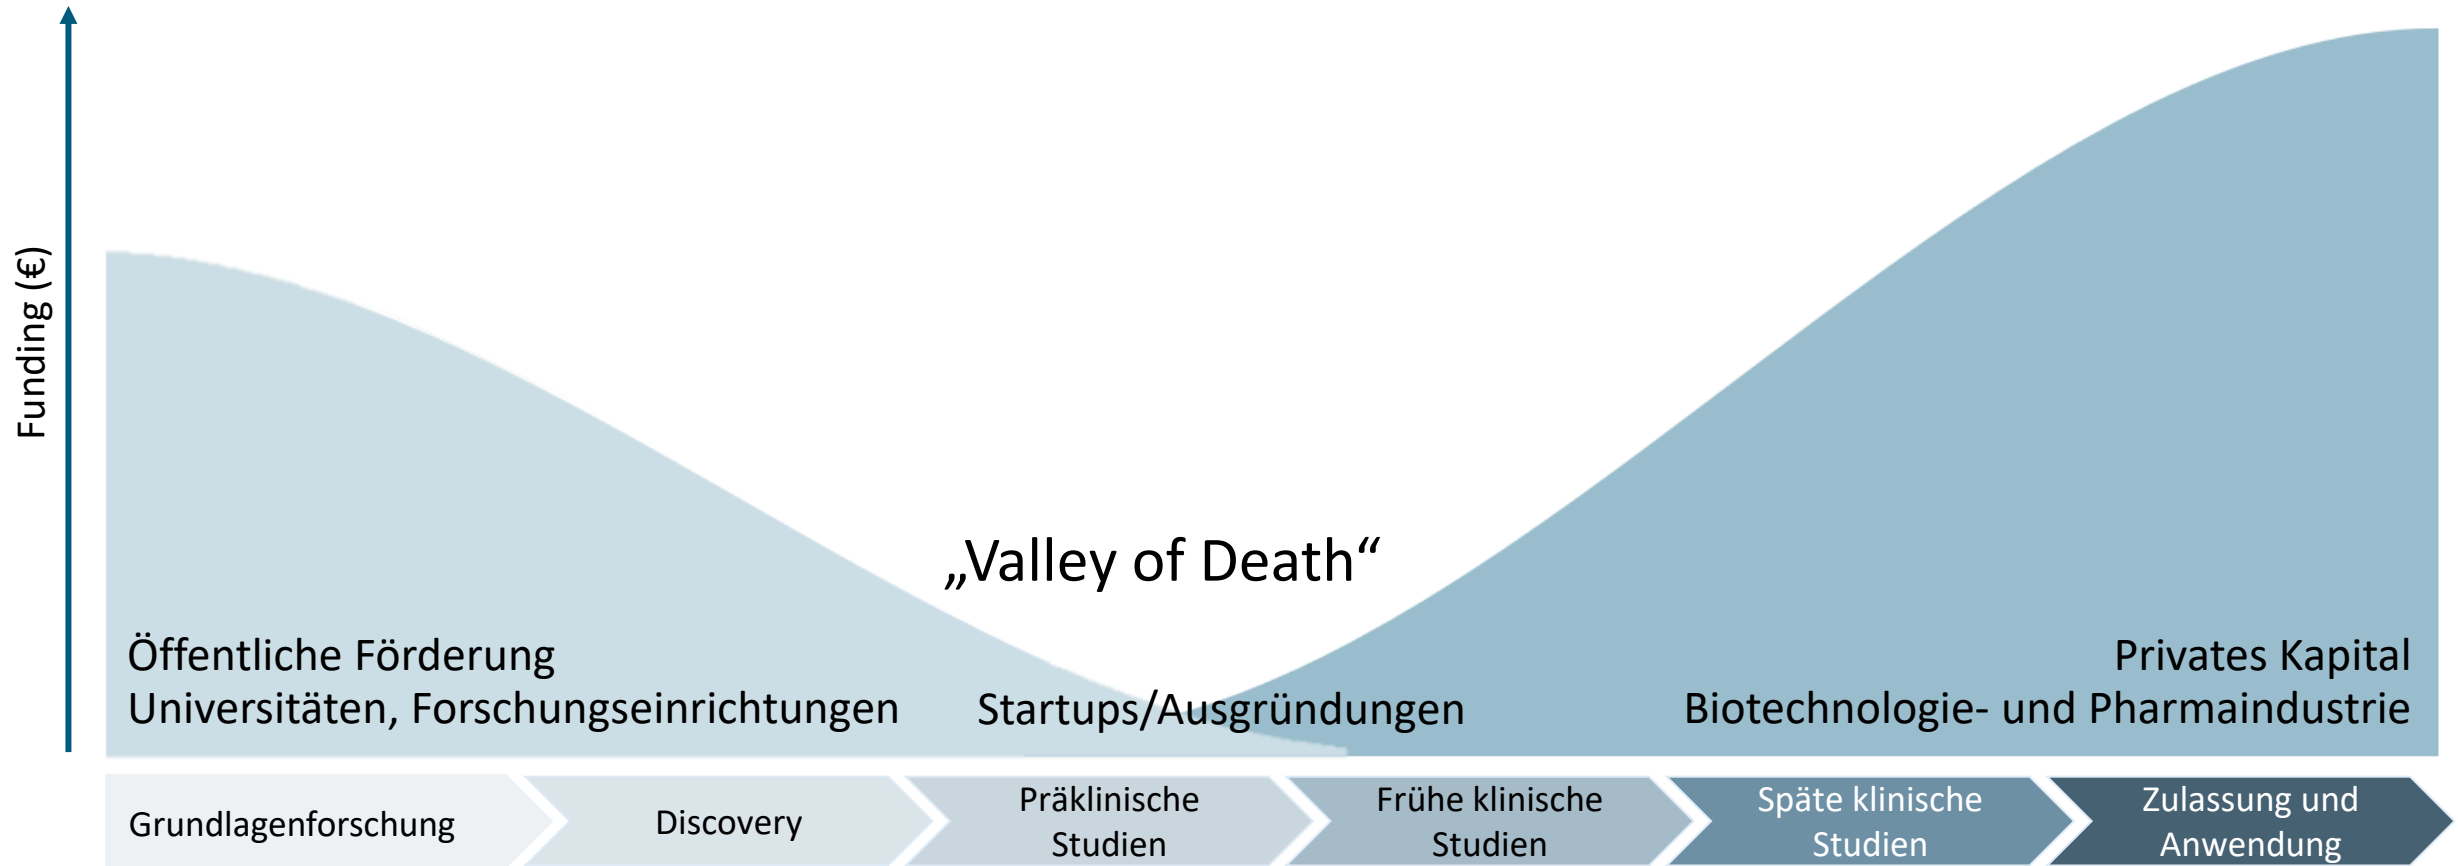 Funding (€)
„Valley of Death“
Öffentliche Förderung
Universitäten, Forschungseinrichtungen
Startups/Ausgründungen
Privates Kapital
Biotechnologie- und Pharmaindustrie
Grundlagenforschung
Discovery
Präklinische
Studien
Frühe klinische
Studien
Späte klinische
Studien
Zulassung und
Anwendung